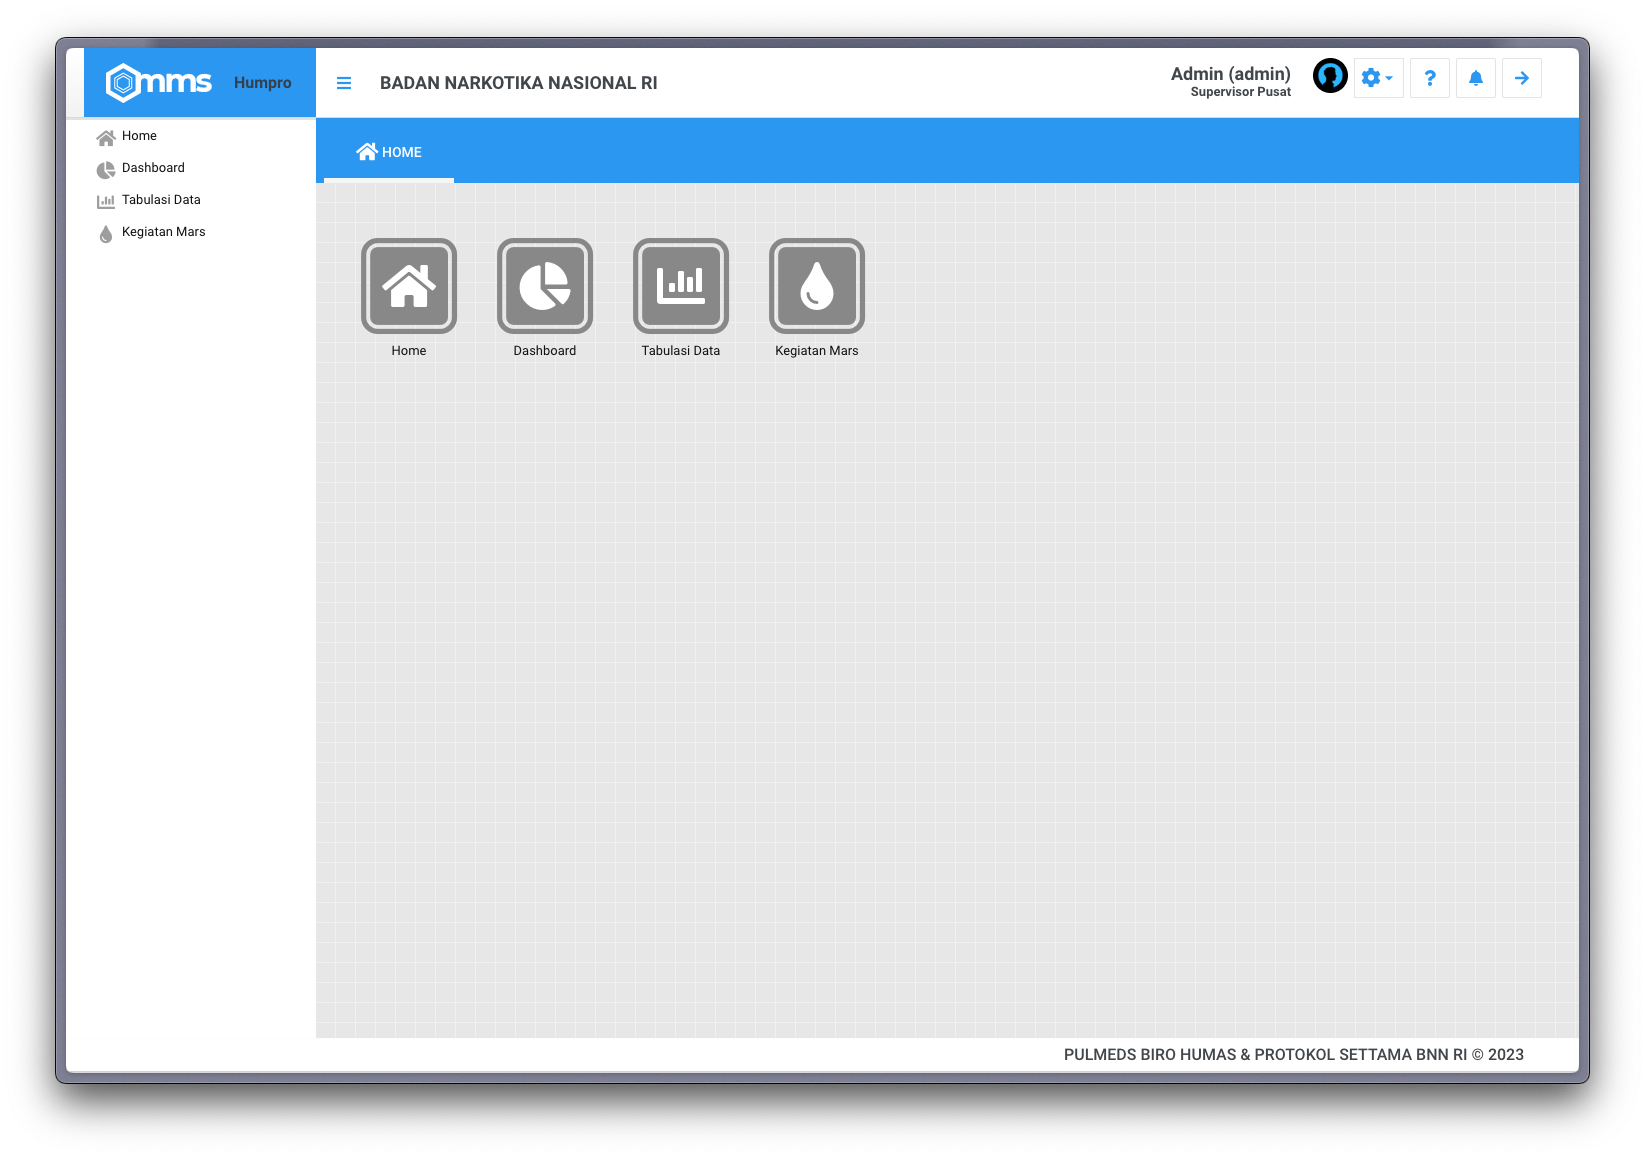 mms Humpro
BADAN NARKOTIKA NASIONAL RI
Admin (admin)
Supervisor Pusat
?
Home
Dashboard
Tabulasi Data
Kegiatan Mars
HOME
Home
Dashboard
Tabulasi Data
Kegiatan Mars
PULMEDS BIRO HUMAS & PROTOKOL SETTAMA BNN RI © 2023